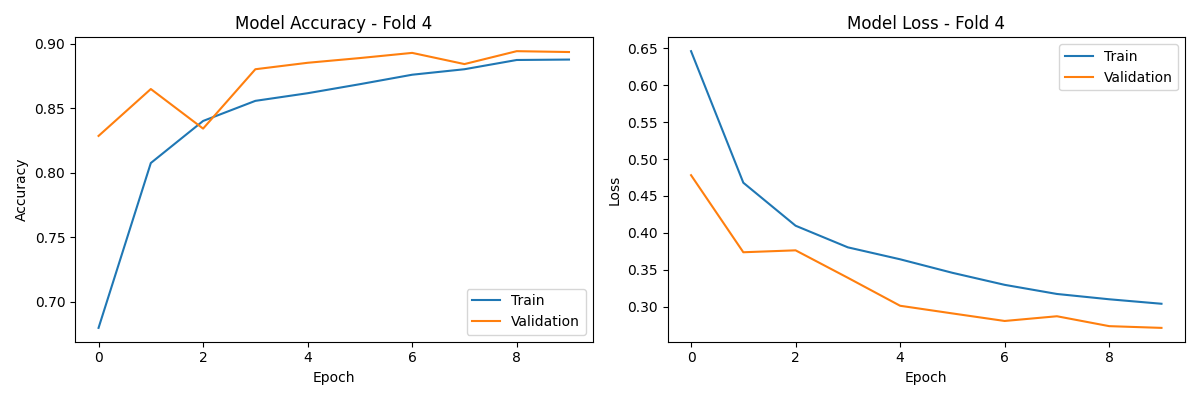 Model Accuracy - Fold 4
Accuracy
0.90
0.85
0.80
0.75
0.70
0 2 4 6 8
Epoch
Train
Validation
Model Loss - Fold 4
Loss
0.65
0.60
0.55
0.50
0.45
0.40
0.35
0.30
0 2 4 6 8
Epoch
Train
Validation